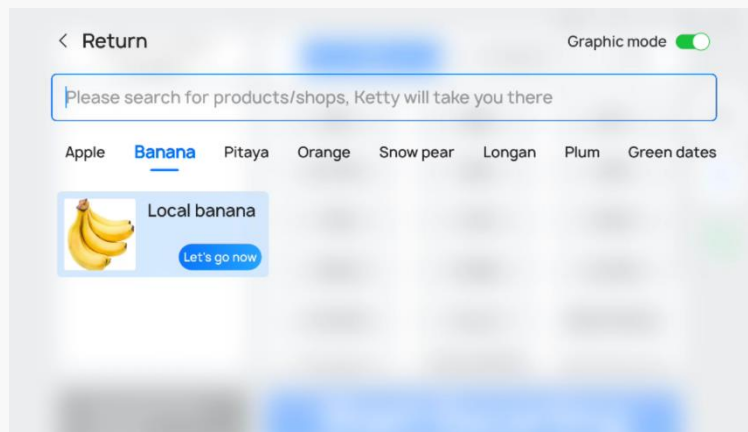 Return
Graphic mode
Please search for products/shops, Ketty will take you there
Apple Banana Pitaya Orange Snow pear Longan Plum Green dates
Local banana
Let's go now